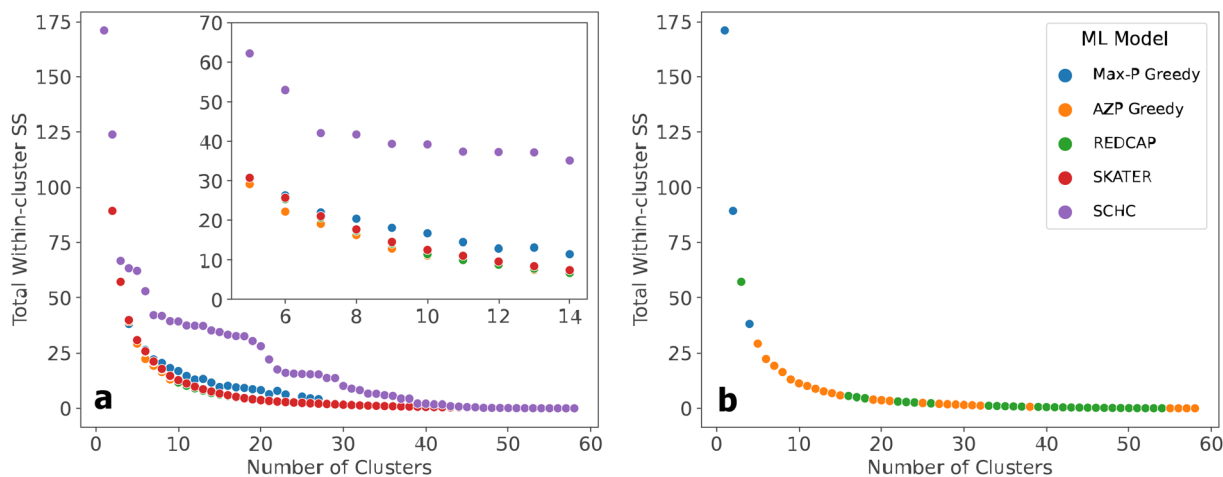 175
150
125
100
75
50
25
0
Total Within-cluster SS
70
60
50
40
30
20
10
0
6 8 10 12 14
a
0 10 20 30 40 50 60
Number of Clusters
175
150
125
100
75
50
25
0
Total Within-cluster SS
ML Model
Max-P Greedy
AZP Greedy
REDCAP
SKATER
SCHC
b
0 10 20 30 40 50 60
Number of Clusters